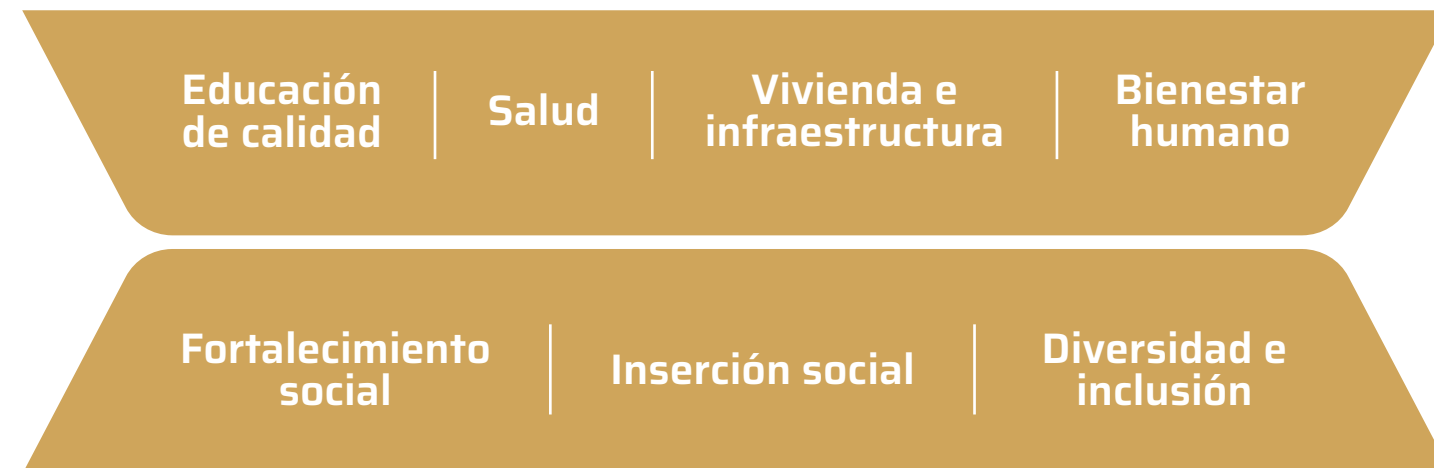 Educación
de calidad
Salud
Vivienda e
infraestructura
Bienestar
humano
Fortalecimiento
social
Inserción social
Diversidad e
inclusión